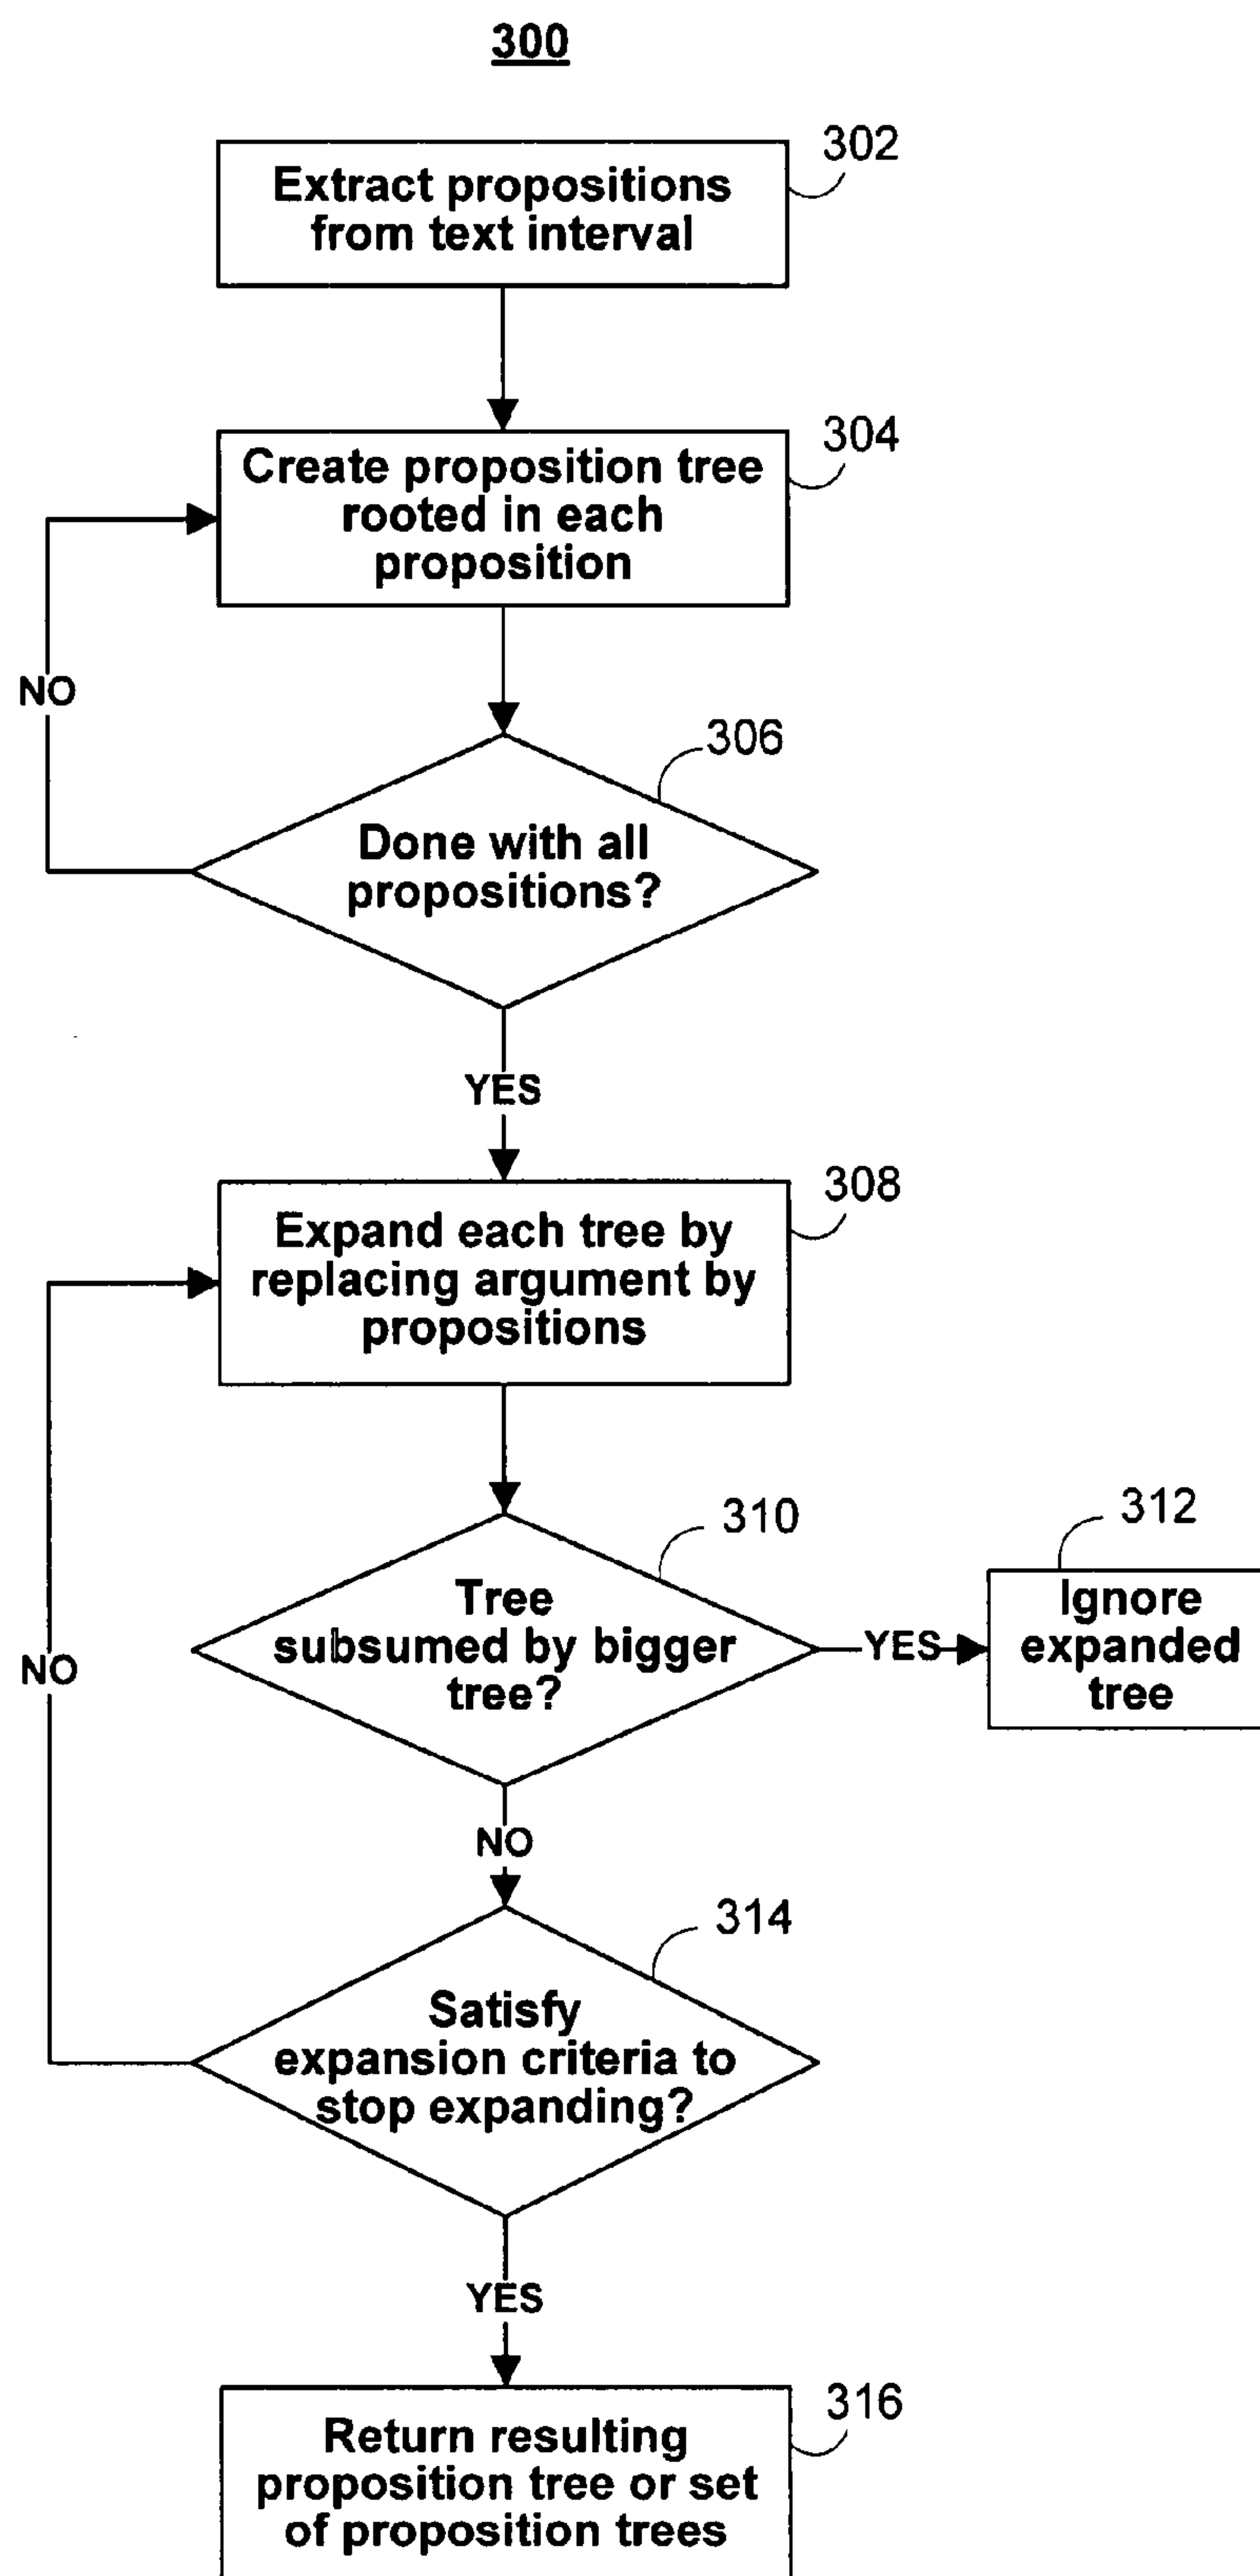 300
302
Extract propositions
from text interval
304
Create proposition tree
rooted in each
proposition
NO
306
Done with all
propositions?
YES
308
Expand each tree by
replacing argument by
propositions
310
312
Tree
subsumed by bigger
tree?
YES
Ignore
expanded
tree
NO
NO
314
Satisfy
expansion criteria to
stop expanding?
YES
316
Return resulting
proposition tree or set
of proposition trees